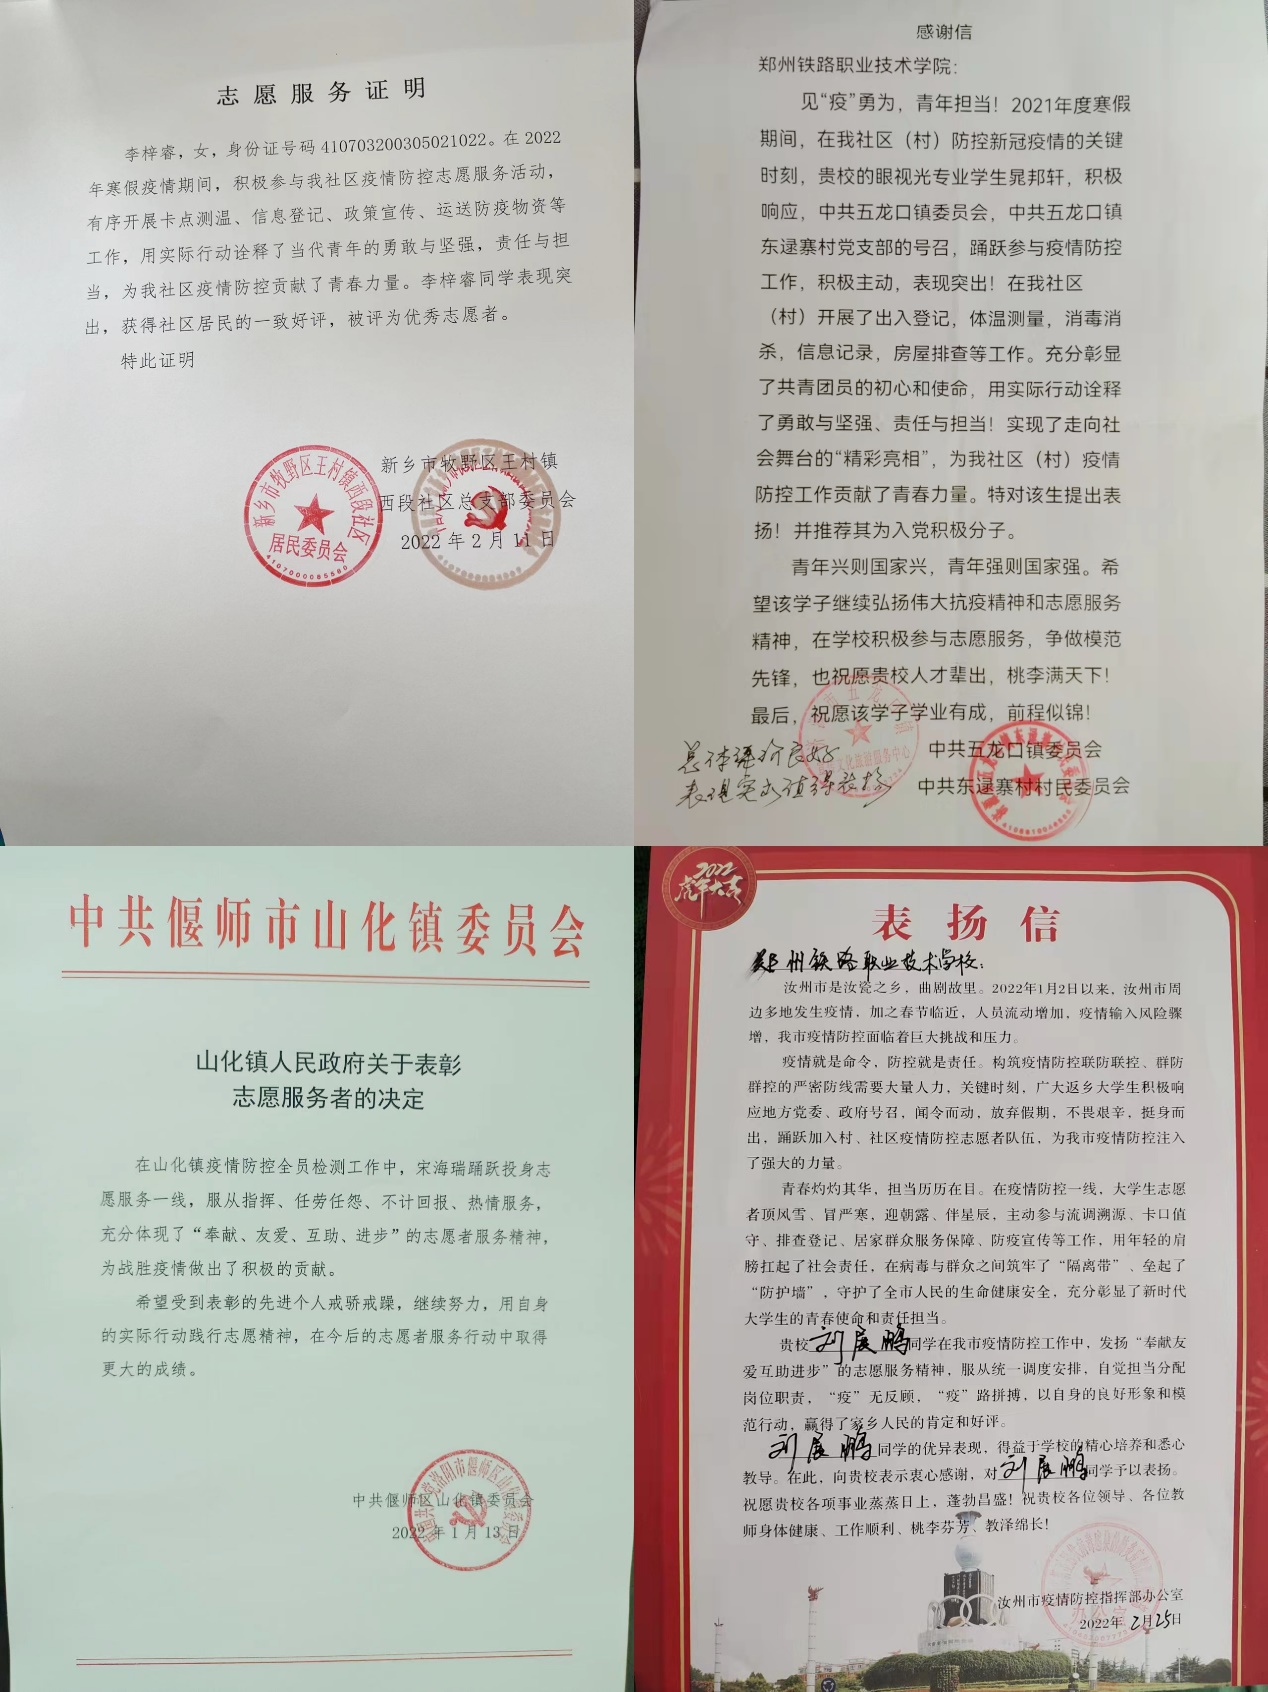 志愿服务证明
李梓睿，女，身份证号码410703200305021022。在2022
年寒假疫情期间，积极参与我社区疫情防控志愿服务活动，
有序开展卡点测温、信息登记、政策宣传、运送防疫物资等
工作，用实际行动诠释了当代青年的勇敢与坚强，责任与担
当，为我社区疫情防控贡献了青春力量。李梓睿同学表现突
出，获得社区居民的一致好评，被评为优秀志愿者。
特此证明
新乡市牧野区王村镇
西段社区总支部委员会
2022年2月11日
新乡市牧野区王村镇西段社区
居民委员会
4107000085580
感谢信
郑州铁路职业技术学院：
见“疫”勇为，青年担当！2021年度寒假
期间，在我社区（村）防控新冠疫情的关键
时刻，贵校的眼视光专业学生晁邦轩，积极
响应，中共五龙口镇委员会，中共五龙口镇
东逯寨村党支部的号召，踊跃参与疫情防控
工作，积极主动，表现突出！在我社区
（村）开展了出入登记，体温测量，消毒消
杀，信息记录，房屋排查等工作。充分彰显
了共青团员的初心和使命，用实际行动诠释
了勇敢与坚强、责任与担当！实现了走向社
会舞台的“精彩亮相”，为我社区（村）疫情
防控工作贡献了青春力量。特对该生提出表
扬！并推荐其为入党积极分子。
青年兴则国家兴，青年强则国家强。希
望该学子继续弘扬伟大抗疫精神和志愿服务
精神，在学校积极参与志愿服务，争做模范
先锋，也祝愿贵校人才辈出，桃李满天下！
最后，祝愿该学子学业有成，前程似锦！
中共五龙口镇委员会
中共东逯寨村村民委员会
总体评价良好
表现突出值得表扬
中共偃师市山化镇委员会
山化镇人民政府关于表彰
志愿服务者的决定
在山化镇疫情防控全员检测工作中，宋海瑞踊跃投身志
愿服务一线，服从指挥、任劳任怨、不计回报、热情服务，
充分体现了“奉献、友爱、互助、进步”的志愿者服务精神，
为战胜疫情做出了积极的贡献。
希望受到表彰的先进个人戒骄戒躁，继续努力，用自身
的实际行动践行志愿精神，在今后的志愿者服务行动中取得
更大的成绩。
中共偃师区山化镇委员会
2022年1月13日
2022
虎年大吉
表扬信
郑州铁路职业技术学校：
汝州市是汝瓷之乡，曲剧故里。2022年1月2日以来，汝州市周
边多地发生疫情，加之春节临近，人员流动增加，疫情输入风险骤
增，我市疫情防控面临着巨大挑战和压力。
疫情就是命令，防控就是责任。构筑疫情防控联防联控、群防
群控的严密防线需要大量人力，关键时刻，广大返乡大学生积极响
应地方党委、政府号召，闻令而动，放弃假期，不畏艰辛，挺身而
出，踊跃加入村、社区疫情防控志愿者队伍，为我市疫情防控注入
了强大的力量。
青春灼灼其华，担当历历在目。在疫情防控一线，大学生志愿
者顶风雪、冒严寒，迎朝露、伴星辰，主动参与流调溯源、卡口值
守、排查登记、居家群众服务保障、防疫宣传等工作，用年轻的肩
膀扛起了社会责任，在病毒与群众之间筑牢了“隔离带”、垒起了
“防护墙”，守护了全市人民的生命健康安全，充分彰显了新时代
大学生的青春使命和责任担当。
贵校刘展鹏同学在我市疫情防控工作中，发扬“奉献友
爱互助进步”的志愿服务精神，服从统一调度安排，自觉担当分配
岗位职责，“疫”无反顾，“疫”路拼搏，以自身的良好形象和模
范行动，赢得了家乡人民的肯定和好评。
刘展鹏同学的优异表现，得益于学校的精心培养和悉心
教导。在此，向贵校表示衷心感谢，对刘展鹏同学予以表扬。
祝愿贵校各项事业蒸蒸日上，蓬勃昌盛！祝贵校各位领导、各位教
师身体健康、工作顺利、桃李芬芳、教泽绵长！
汝州市疫情防控指挥部办公室
2022年2月25日
办公室